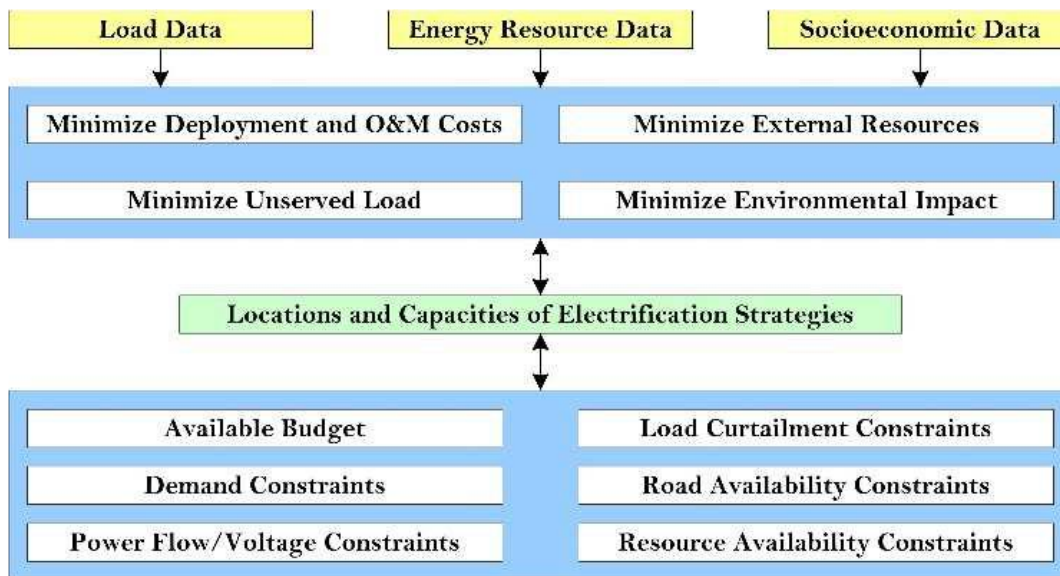 Load Data
Energy Resource Data
Socioeconomic Data
Minimize Deployment and O&M Costs
Minimize External Resources
Minimize Unserved Load
Minimize Environmental Impact
Locations and Capacities of Electrification Strategies
Available Budget
Load Curtailment Constraints
Demand Constraints
Road Availability Constraints
Power Flow/Voltage Constraints
Resource Availability Constraints